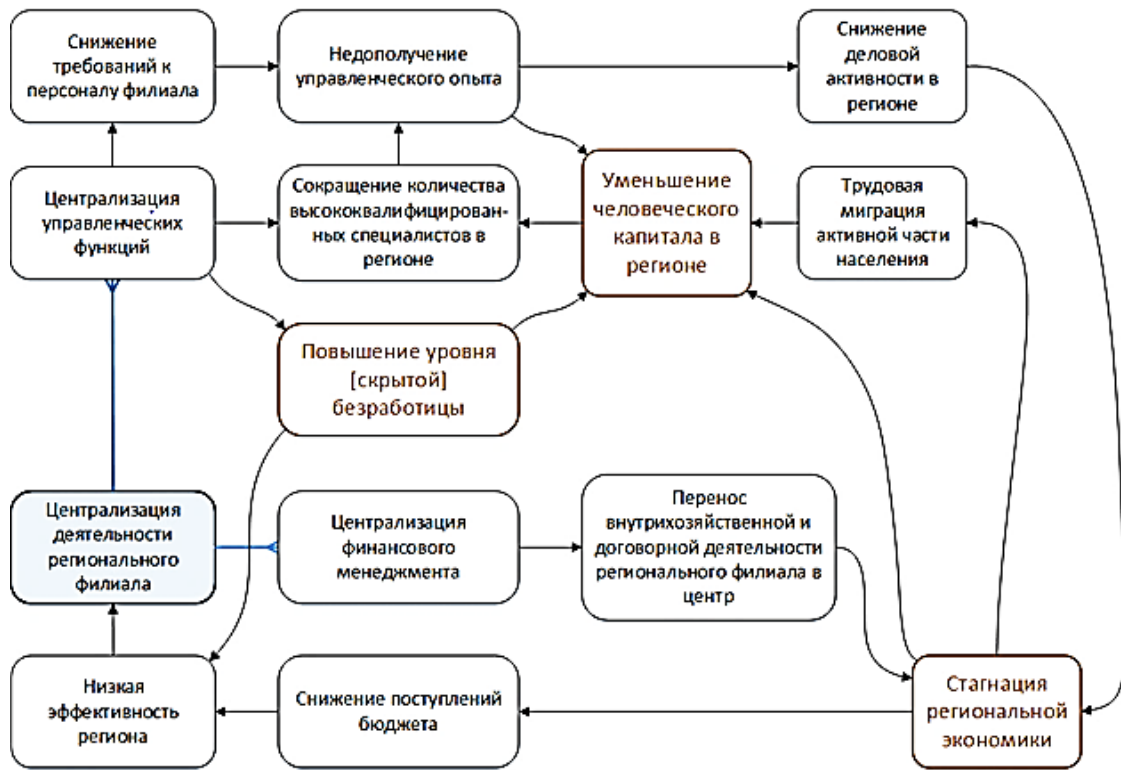 Снижение
требований к
персоналу филиала
Недополучение
управленческого опыта
Снижение
деловой
активности в
регионе
Централизация
управленческих
функций
Сокращение количества
высококвалифицирован-
ных специалистов в
регионе
Уменьшение
человеческого
капитала в
регионе
Трудовая
миграция
активной части
населения
Повышение уровня
[скрытой]
безработицы
Централизация
деятельности
регионального
филиала
Централизация
финансового
менеджмента
Перенос
внутрихозяйственной и
договорной деятельности
регионального филиала в
центр
Низкая
эффективность
региона
Снижение поступлений
бюджета
Стагнация
региональной
экономики